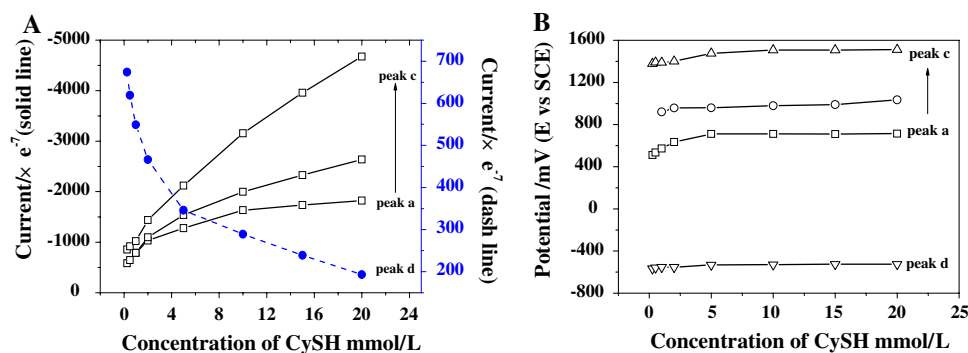 A
Current/× e⁻⁷ (solid line)
-5000
-4000
-3000
-2000
-1000
0
0 4 8 12 16 20 24
Concentration of CySH mmol/L
peak c
peak a
peak d
700
600
500
400
300
200
Current/× e⁻⁷ (dash line)
B
Potential /mV (E vs SCE)
1600
1200
800
400
0
-400
-800
0 5 10 15 20 25
Concentration of CySH mmol/L
peak c
peak a
peak d